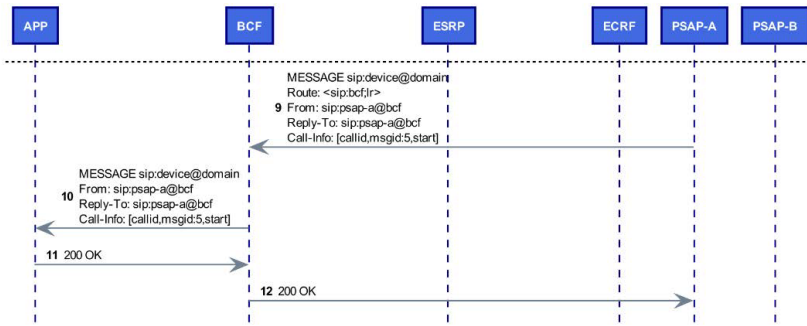 APP
BCF
ESRP
ECRF
PSAP-A
PSAP-B
MESSAGE sip:device@domain
Route: <sip:bcf;lr>
9 From: sip:psap-a@bcf
Reply-To: sip:psap-a@bcf
Call-Info: [callid,msgid:5,start]
MESSAGE sip:device@domain
10 From: sip:psap-a@bcf
Reply-To: sip:psap-a@bcf
Call-Info: [callid,msgid:5,start]
11 200 OK
12 200 OK